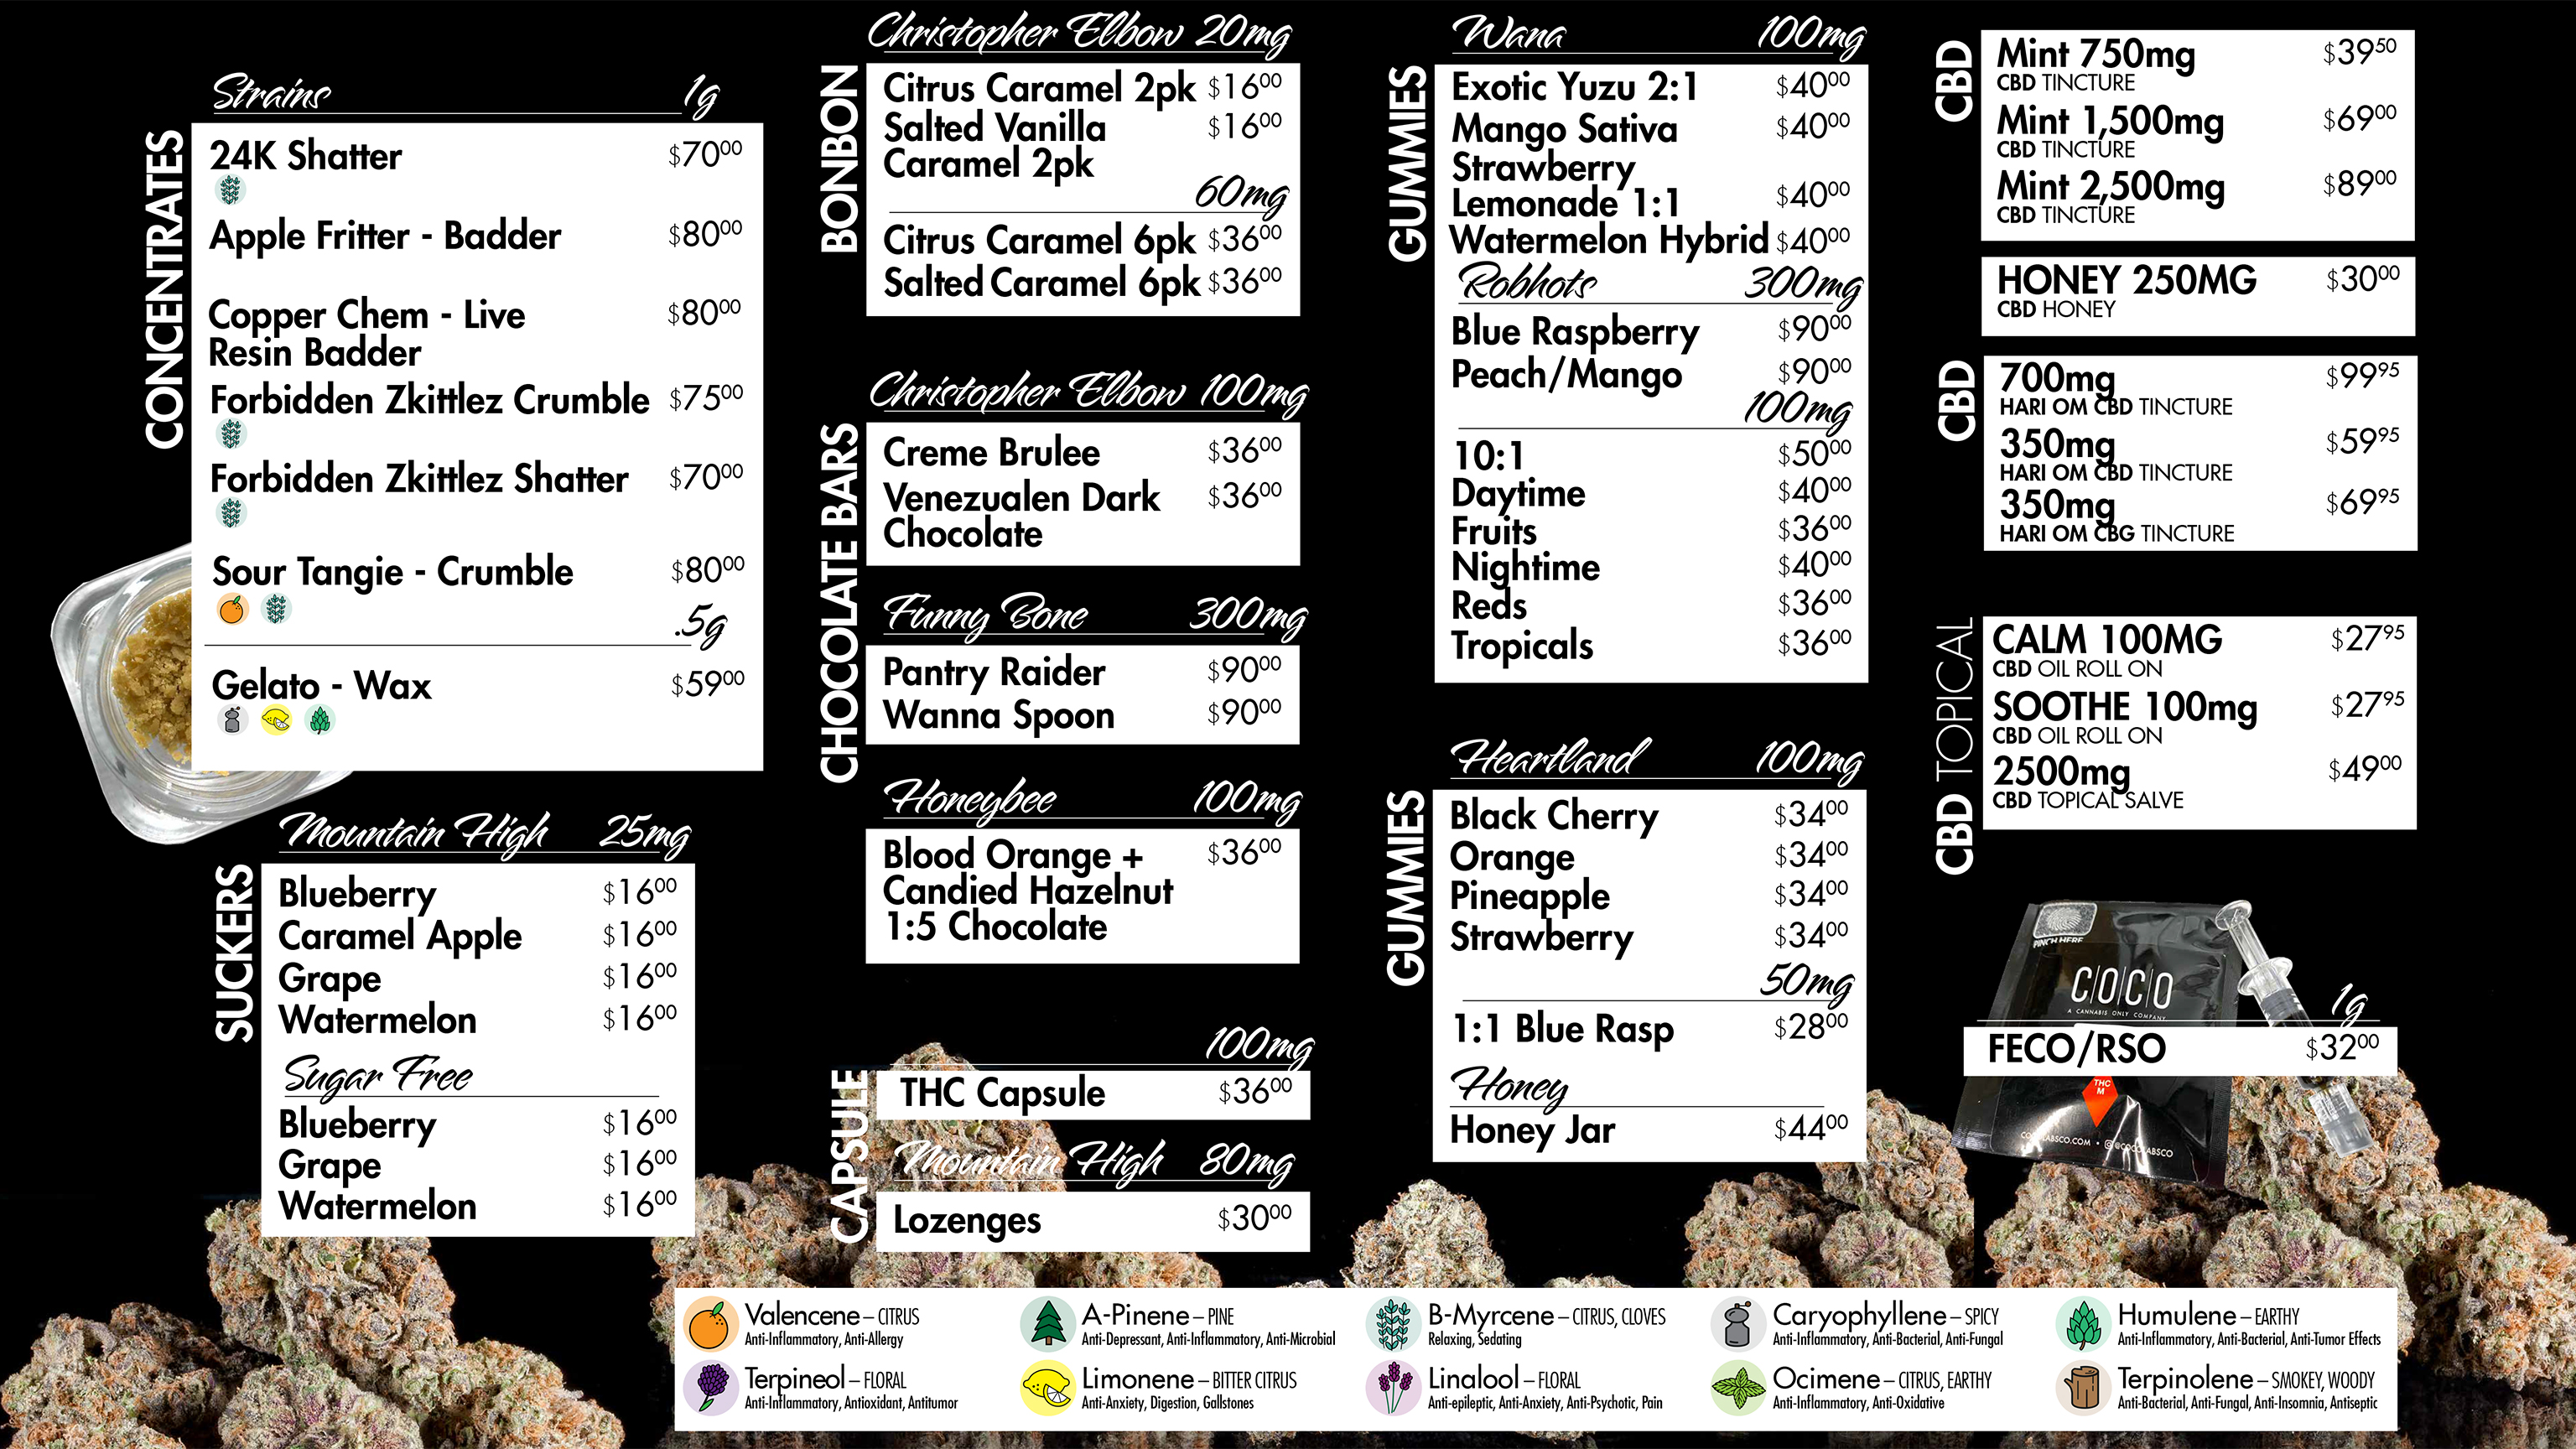 Strains 1g
CONCENTRATES
24K Shatter $70.00
Apple Fritter - Badder $80.00
Copper Chem - Live $80.00
Resin Badder
Forbidden Zkittlez Crumble $75.00
Forbidden Zkittlez Shatter $70.00
Sour Tangie - Crumble $80.00
.5g
Gelato - Wax $59.00
Mountain High 25mg
SUCKERS
Blueberry $16.00
Caramel Apple $16.00
Grape $16.00
Watermelon $16.00
Sugar Free
Blueberry $16.00
Grape $16.00
Watermelon $16.00
Christopher Elbow 20mg
BONBON
Citrus Caramel 2pk $16.00
Salted Vanilla $16.00
Caramel 2pk
60mg
Citrus Caramel 6pk $36.00
Salted Caramel 6pk $36.00
Christopher Elbow 100mg
CHOCOLATE BARS
Creme Brulee $36.00
Venezualen Dark $36.00
Chocolate
Funny Bone 300mg
Pantry Raider $90.00
Wanna Spoon $90.00
Honeybee 100mg
Blood Orange + $36.00
Candied Hazelnut
1:5 Chocolate
100mg
CAPSULE
THC Capsule $36.00
Mountain High 80mg
Lozenges $30.00
Wana 100mg
GUMMIES
Exotic Yuzu 2:1 $40.00
Mango Sativa $40.00
Strawberry
Lemonade 1:1 $40.00
Watermelon Hybrid $40.00
Robhots 300mg
Blue Raspberry $90.00
Peach/Mango $90.00
100mg
10:1 $50.00
Daytime $40.00
Fruits $36.00
Nightime $40.00
Reds $36.00
Tropicals $36.00
Heartland 100mg
GUMMIES
Black Cherry $34.00
Orange $34.00
Pineapple $34.00
Strawberry $34.00
50mg
1:1 Blue Rasp $28.00
Honey
Honey Jar $44.00
CBD
Mint 750mg $39.50
CBD TINCTURE
Mint 1,500mg $69.00
CBD TINCTURE
Mint 2,500mg $89.00
CBD TINCTURE
HONEY 250MG $30.00
CBD HONEY
CBD
700mg $99.95
HARI OM CBD TINCTURE
350mg $59.95
HARI OM CBD TINCTURE
350mg $69.95
HARI OM CBG TINCTURE
CBD TOPICAL
CALM 100MG $27.95
CBD OIL ROLL ON
SOOTHE 100mg $27.95
CBD OIL ROLL ON
2500mg $49.00
CBD TOPICAL SALVE
PINCH HERE
C|O|C|O
A CANNABIS ONLY COMPANY
1g
FECO/RSO $32.00
THC
M
Valencene – CITRUS
Anti-Inflammatory, Anti-Allergy
A-Pinene – PINE
Anti-Depressant, Anti-Inflammatory, Anti-Microbial
B-Myrcene – CITRUS, CLOVES
Relaxing, Sedating
Caryophyllene – SPICY
Anti-Inflammatory, Anti-Bacterial, Anti-Fungal
Humulene – EARTHY
Anti-Inflammatory, Anti-Bacterial, Anti-Tumor Effects
Terpineol – FLORAL
Anti-Inflammatory, Antioxidant, Antitumor
Limonene – BITTER CITRUS
Anti-Anxiety, Digestion, Gallstones
Linalool – FLORAL
Anti-epileptic, Anti-Anxiety, Anti-Psychotic, Pain
Ocimene – CITRUS, EARTHY
Anti-Inflammatory, Anti-Oxidative
Terpinolene – SMOKEY, WOODY
Anti-Bacterial, Anti-Fungal, Anti-Insomnia, Antiseptic